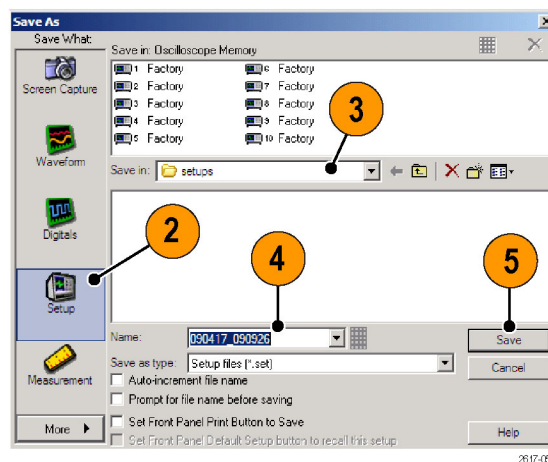 Save As
Save What:
Save in: Oscilloscope Memory
1 Factory
2 Factory
3 Factory
4 Factory
5 Factory
6 Factory
7 Factory
8 Factory
9 Factory
10 Factory
3
Screen Capture
Waveform
Digitals
Setup
Measurement
More
2
Save in: setups
4
5
Name: 090417_090926
Save
Save as type: Setup files (*.set)
Cancel
Auto-increment file name
Prompt for file name before saving
Set Front Panel Print Button to Save
Set Front Panel Default Setup button to recall this setup
Help